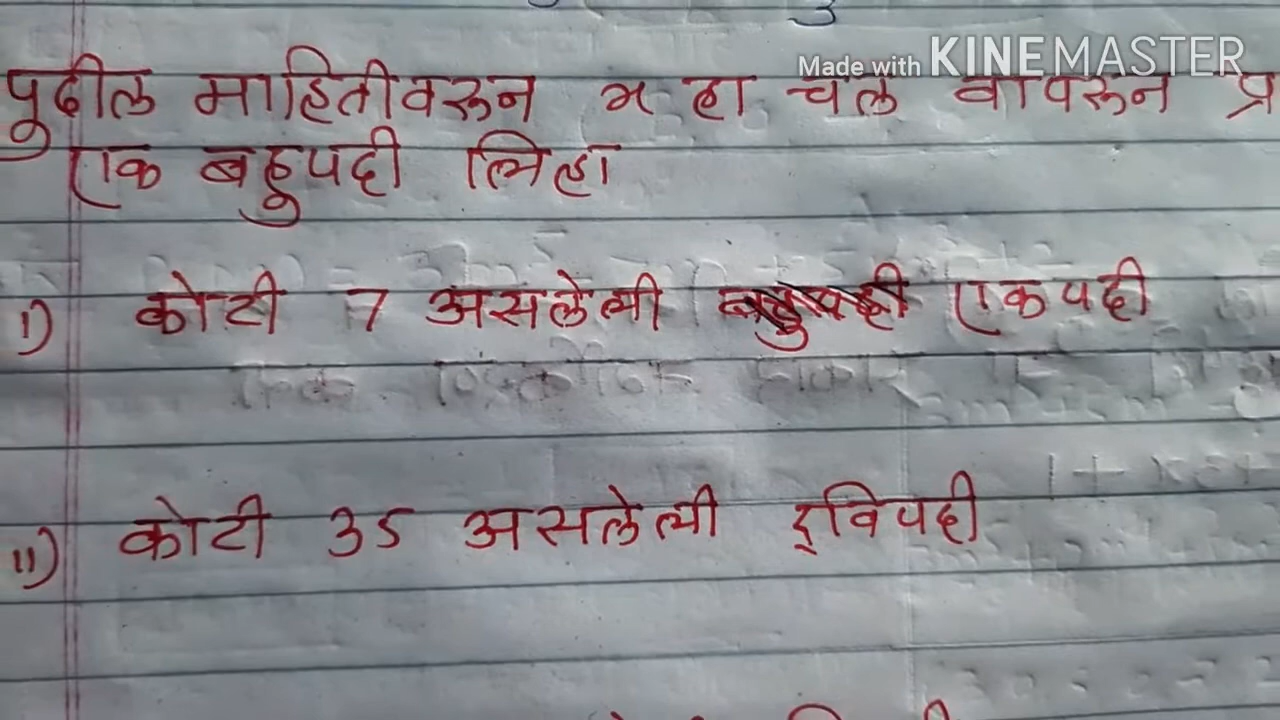 Made with KINEMASTER
पुढील माहितीवरून x हा चल वापरून प्र
एक बहुपदी लिहा
I) कोटी 7 असलेली एकपदी
II) कोटी 35 असलेली द्विपदी